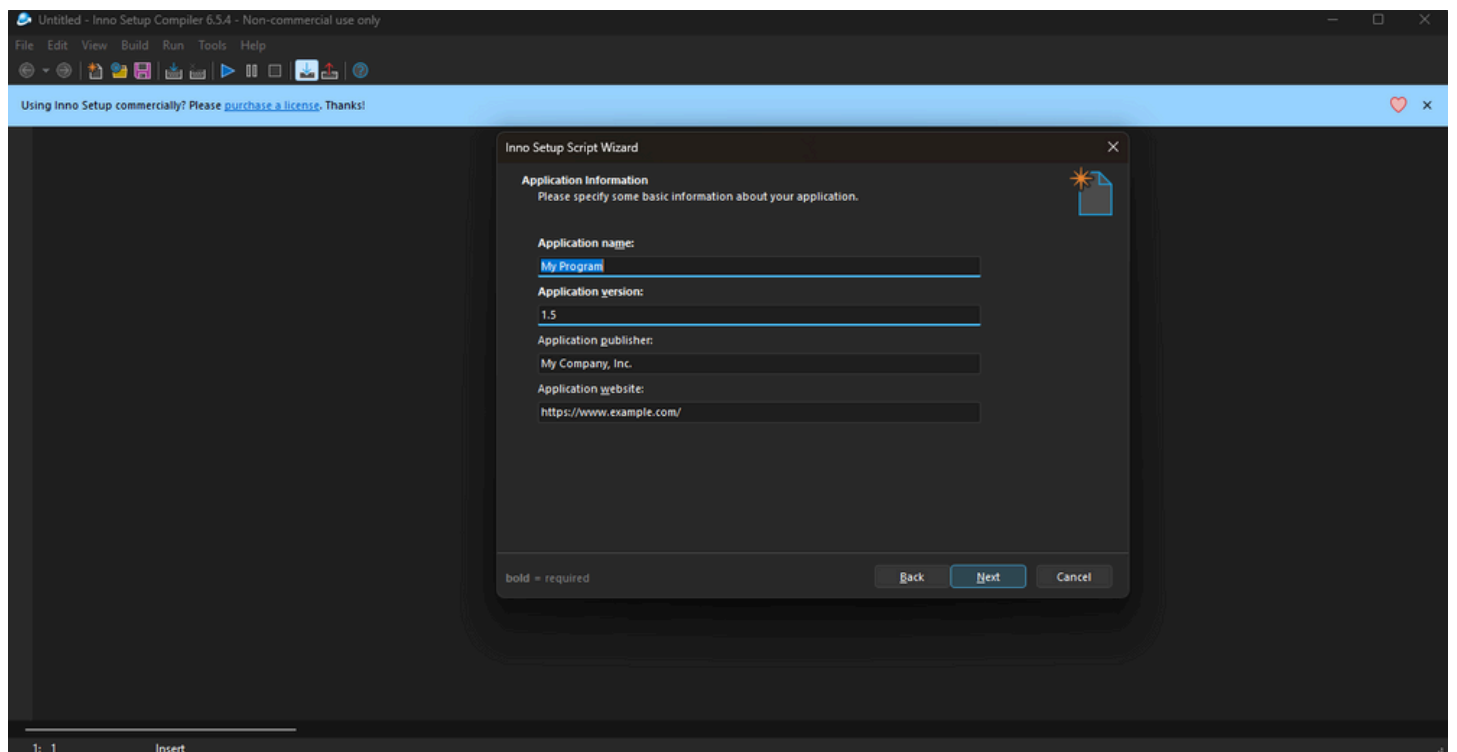 Untitled - Inno Setup Compiler 6.5.4 - Non-commercial use only
File Edit View Build Run Tools Help
Using Inno Setup commercially? Please purchase a license. Thanks!
Inno Setup Script Wizard
Application Information
Please specify some basic information about your application.
Application name:
My Program
Application version:
1.5
Application publisher:
My Company, Inc.
Application website:
https://www.example.com/
bold = required
Back Next Cancel
1: 1 Insert